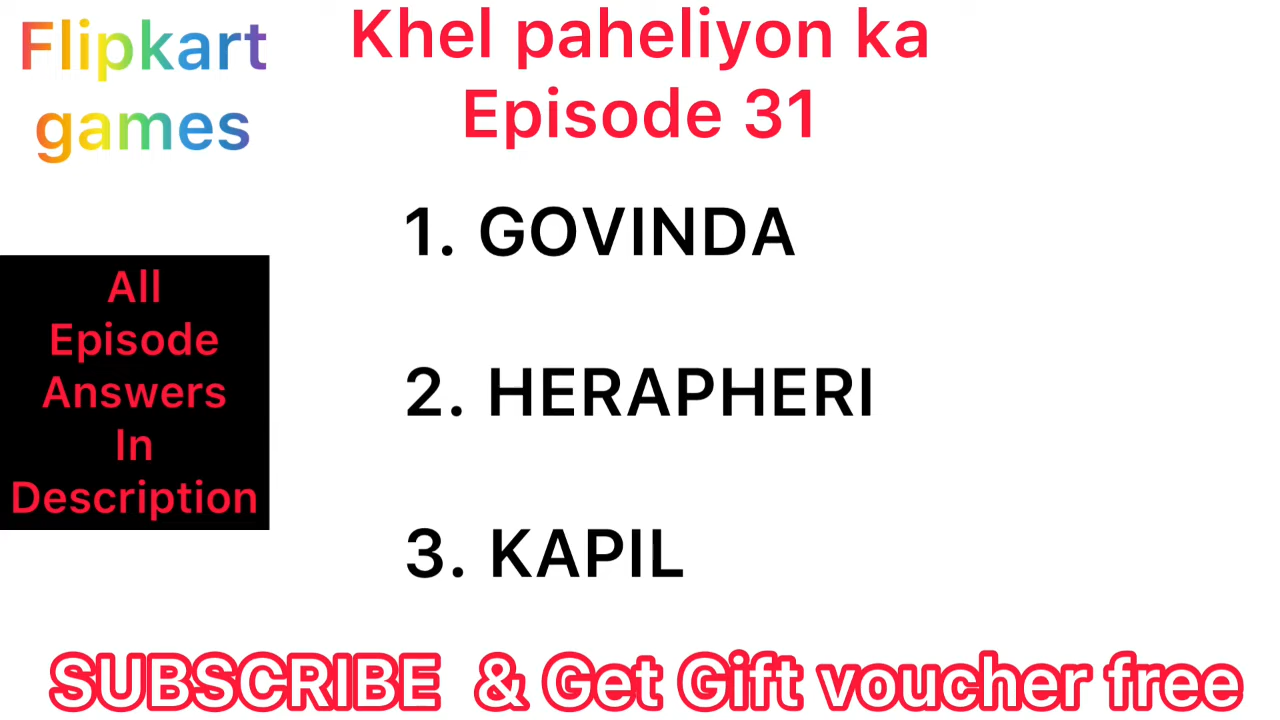 Flipkart
games
Khel paheliyon ka
Episode 31
1. GOVINDA
All
Episode
Answers
In
Description
2. HERAPHERI
3. KAPIL
SUBSCRIBE & Get Gift voucher free